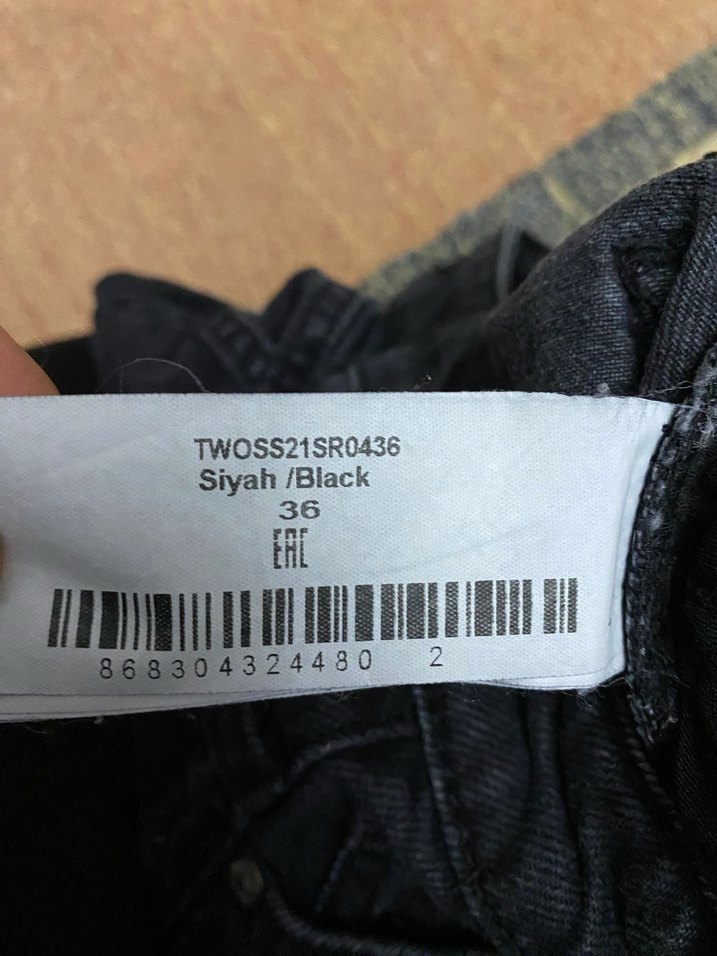 TWOSS21SR0436
Siyah /Black
36
EAC
868304324480 2